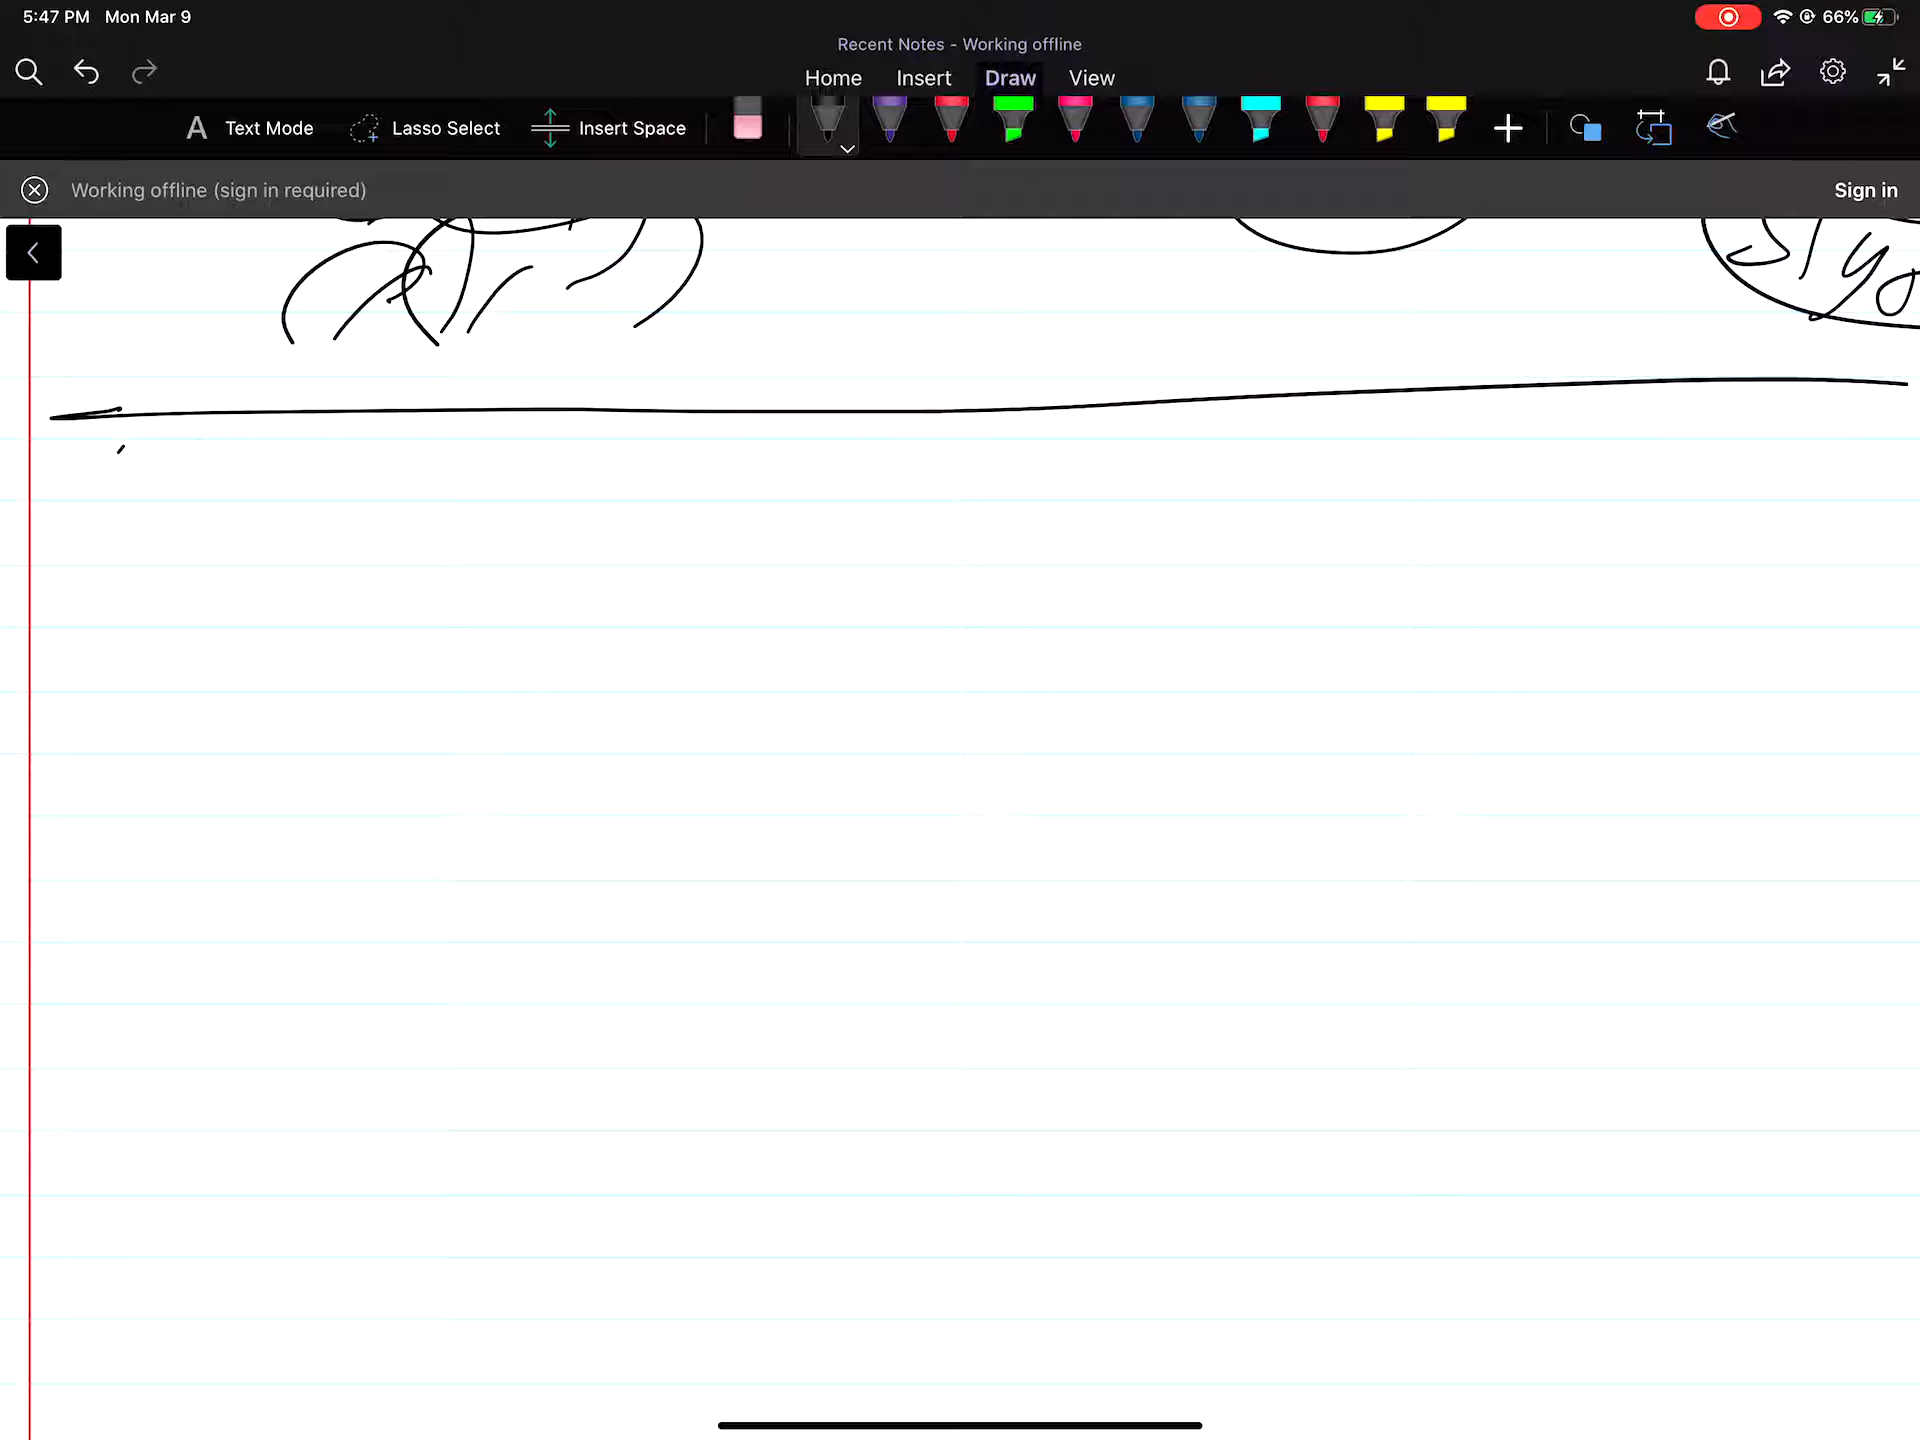 5:47 PM Mon Mar 9 66%
Recent Notes - Working offline
Home Insert Draw View
A Text Mode Lasso Select Insert Space
Working offline (sign in required) Sign in